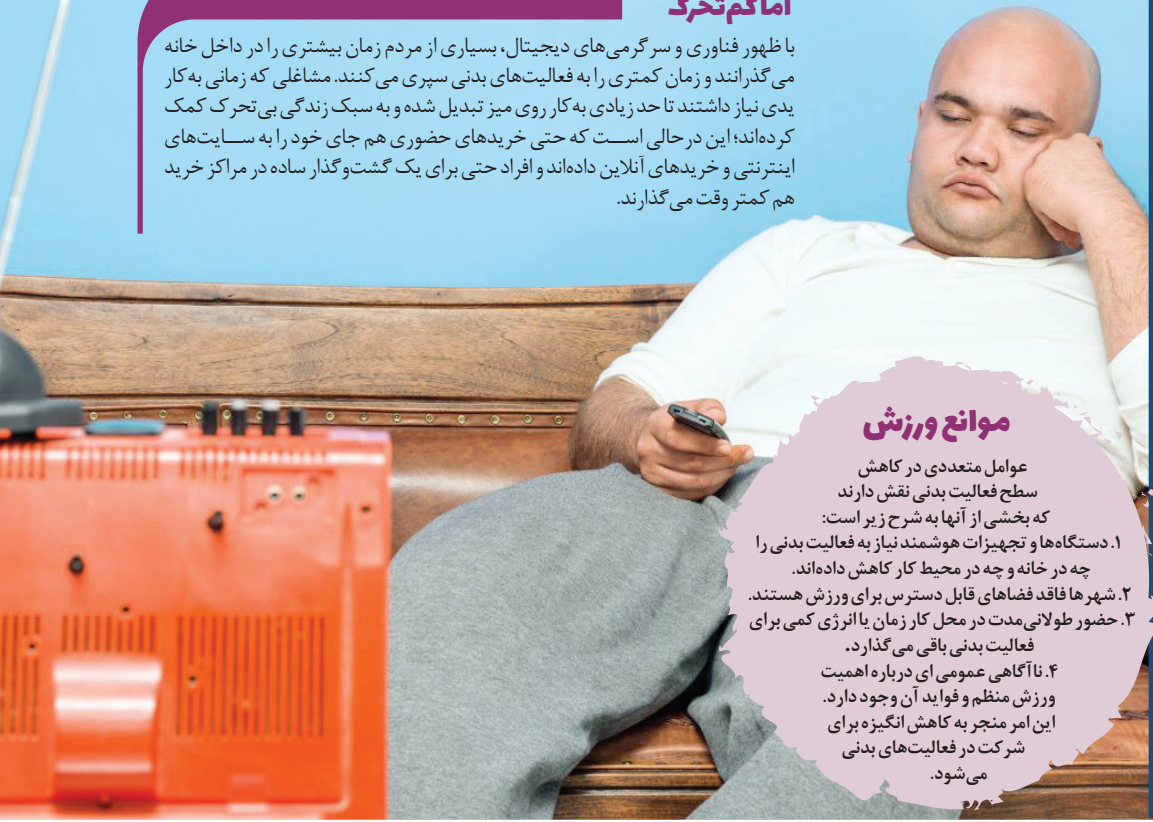 اما کم‌تحرک
با ظهور فناوری و سرگرمی‌های دیجیتال، بسیاری از مردم زمان بیشتری را در داخل خانه
می‌گذرانند و زمان کمتری را به فعالیت‌های بدنی سپری می‌کنند. مشاغلی که زمانی به‌کار
یدی نیاز داشتند تا حد زیادی به‌کار روی میز تبدیل شده و به سبک زندگی بی‌تحرک کمک
کرده‌اند؛ این درحالی است که حتی خریدهای حضوری هم جای خود را به سایت‌های
اینترنتی و خریدهای آنلاین داده‌اند و افراد حتی برای یک گشت‌وگذار ساده در مراکز خرید
هم کمتر وقت می‌گذارند.
موانع ورزش
عوامل متعددی در کاهش
سطح فعالیت بدنی نقش دارند
که بخشی از آنها به شرح زیر است:
۱. دستگاه‌ها و تجهیزات هوشمند نیاز به فعالیت بدنی را
چه در خانه و چه در محیط کار کاهش داده‌اند.
۲. شهرها فاقد فضاهای قابل دسترس برای ورزش هستند.
۳. حضور طولانی‌مدت در محل کار زمان یا انرژی کمی برای
فعالیت بدنی باقی می‌گذارد.
۴. ناآگاهی عمومی ای درباره اهمیت
ورزش منظم و فواید آن وجود دارد.
این امر منجر به کاهش انگیزه برای
شرکت در فعالیت‌های بدنی
می‌شود.